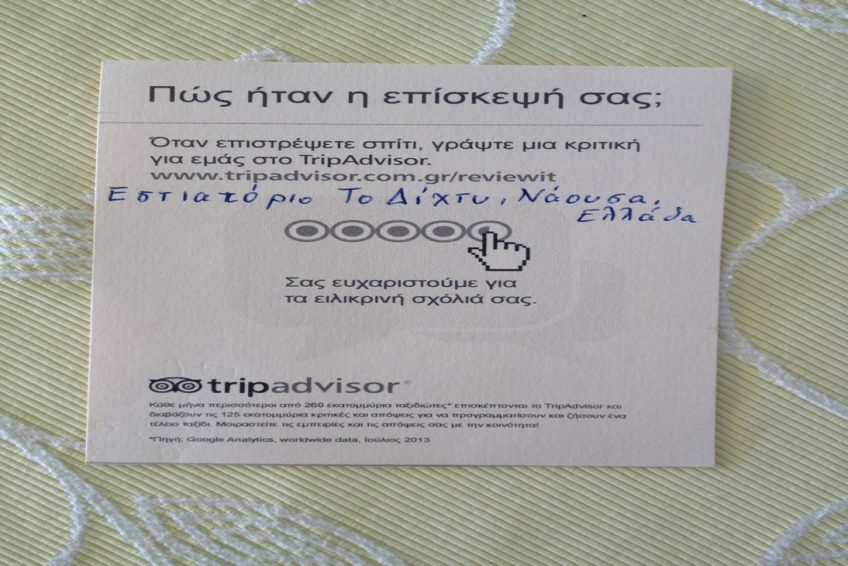 Πώς ήταν η επίσκεψή σας;
Όταν επιστρέψετε σπίτι, γράψτε μια κριτική
για εμάς στο TripAdvisor.
www.tripadvisor.com.gr/reviewit
Εστιατόριο Το Δίχτυ, Νάουσα,
Ελλάδα
Σας ευχαριστούμε για
τα ειλικρινή σχόλιά σας.
tripadvisor®
Κάθε μήνα περισσότεροι από 260 εκατομμύρια ταξιδιώτες* επισκέπτονται το TripAdvisor και
διαβάζουν τις 125 εκατομμύρια κριτικές και απόψεις για να προγραμματίσουν και ζήσουν ένα
τέλειο ταξίδι. Μοιραστείτε τις εμπειρίες και τις απόψεις σας με την κοινότητα!
*Πηγή: Google Analytics, worldwide data, Ιούλιος 2013